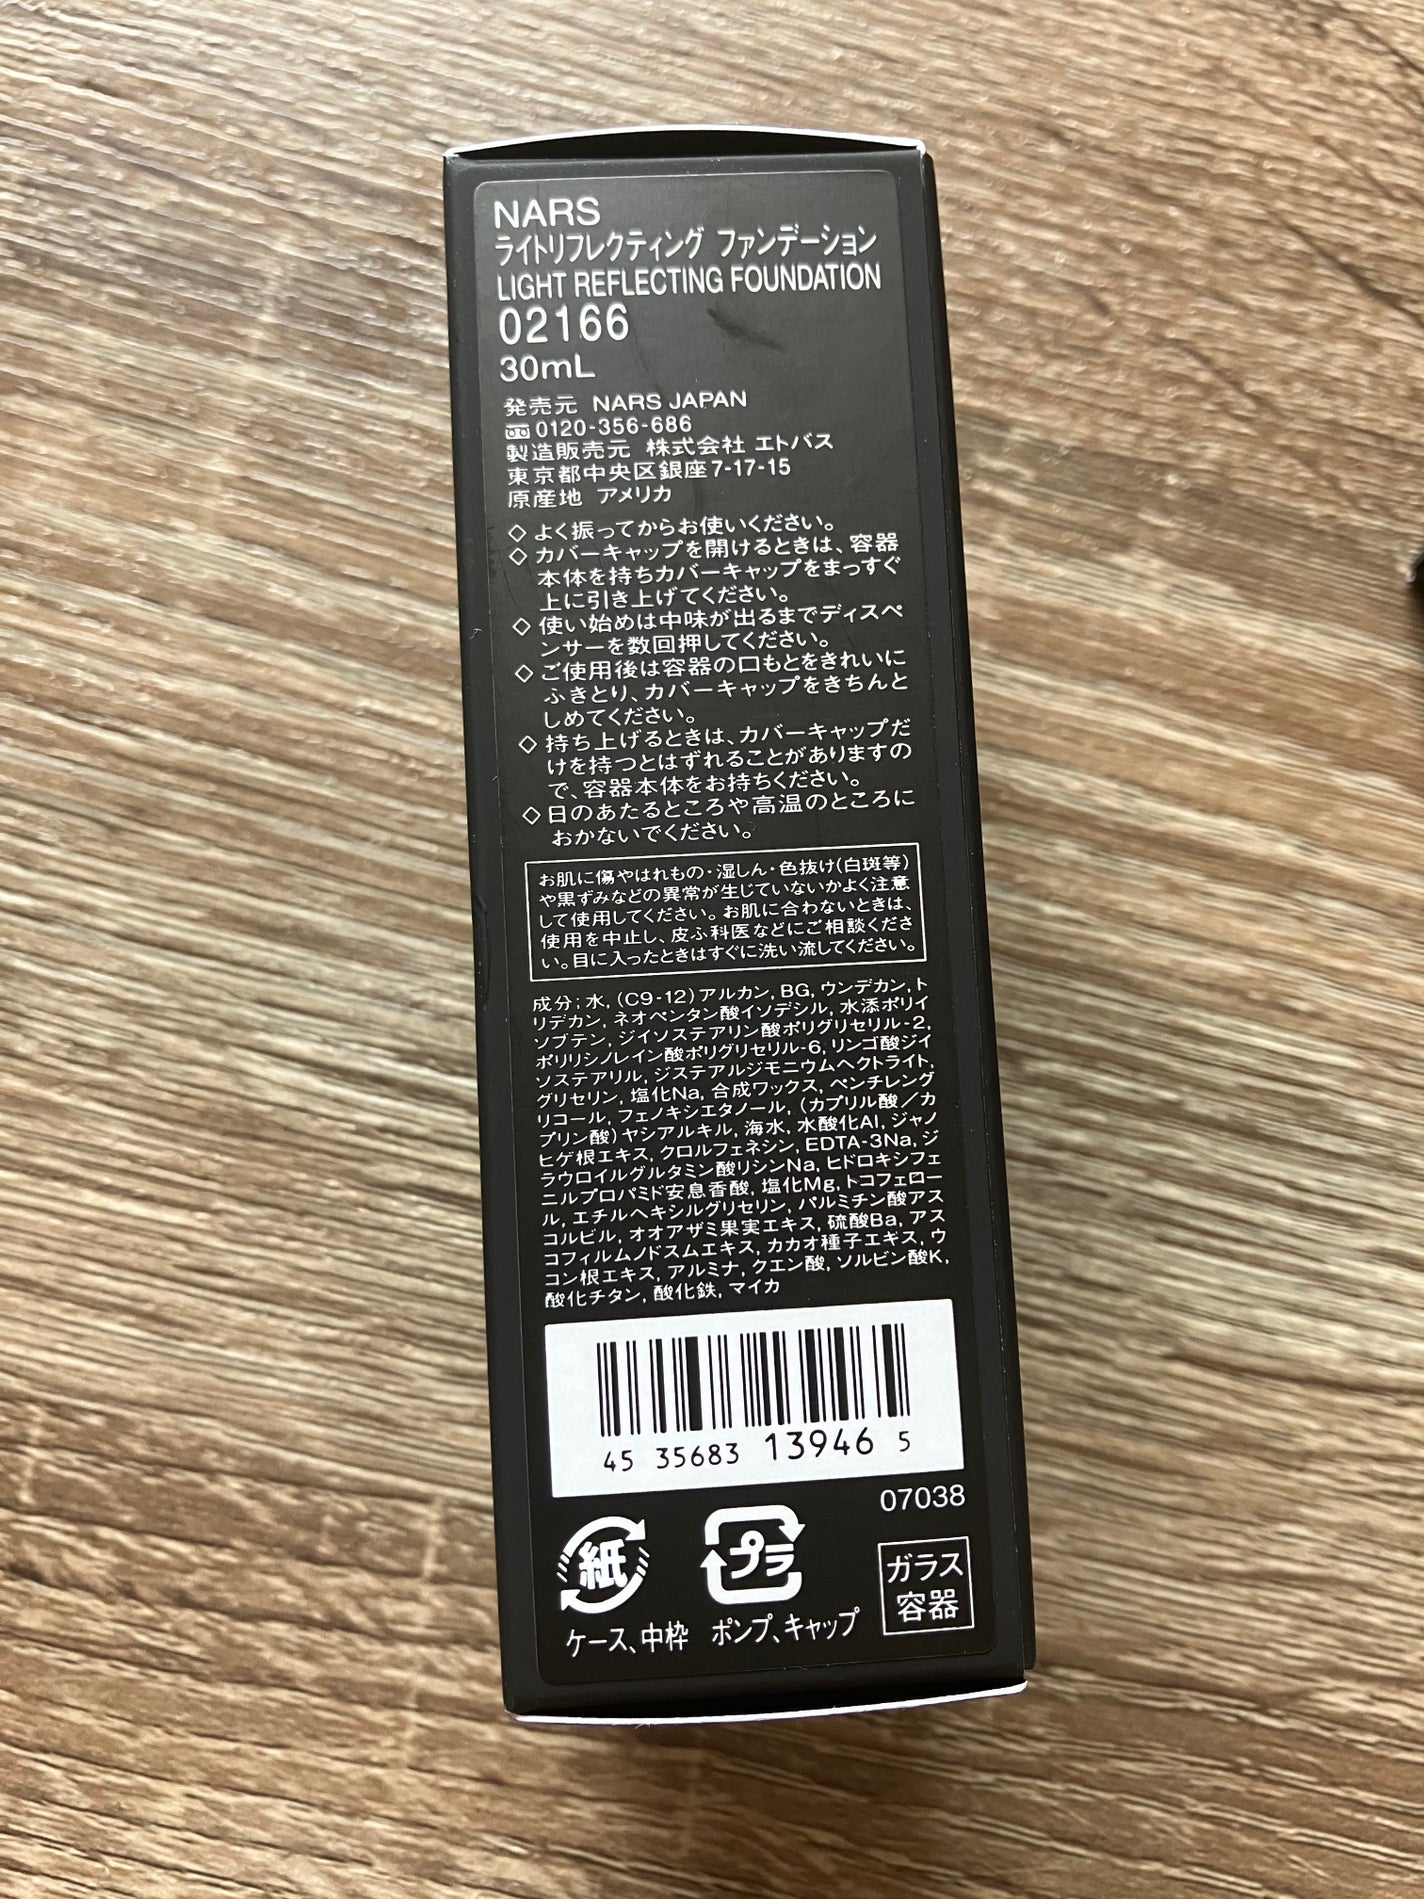 NARS
ライトリフレクティング ファンデーション
LIGHT REFLECTING FOUNDATION
02166
30mL
発売元 NARS JAPAN
0120-356-686
製造販売元 株式会社 エトバス
東京都中央区銀座7-17-15
原産地 アメリカ
◇ よく振ってからお使いください。
◇ カバーキャップを開けるときは、容器
本体を持ちカバーキャップをまっすぐ
上に引き上げてください。
◇ 使い始めは中味が出るまでディスペ
ンサーを数回押してください。
◇ ご使用後は容器の口もとをきれいに
ふきとり、カバーキャップをきちんと
しめてください。
◇ 持ち上げるときは、カバーキャップだ
けを持つとはずれることがありますの
で、容器本体をお持ちください。
◇ 日のあたるところや高温のところに
おかないでください。
お肌に傷やはれもの・湿しん・色抜け(白斑等)
や黒ずみなどの異常が生じていないかよく注意
して使用してください。お肌に合わないときは、
使用を中止し、皮ふ科医などにご相談くださ
い。目に入ったときはすぐに洗い流してください。
成分;水, (C9-12)アルカン, BG, ウンデカン, ト
リデカン, ネオペンタン酸イソデシル, 水添ポリイ
ソブテン, ジイソステアリン酸ポリグリセリル-2,
ポリリシノレイン酸ポリグリセリル-6, リンゴ酸ジイ
ソステアリル, ジステアルジモニウムヘクトライト,
グリセリン, 塩化Na, 合成ワックス, ペンチレング
リコール, フェノキシエタノール, (カプリル酸／カ
プリン酸)ヤシアルキル, 海水, 水酸化Al, ジャノ
ヒゲ根エキス, クロルフェネシン, EDTA-3Na, ジ
ラウロイルグルタミン酸リシンNa, ヒドロキシフェ
ニルプロパミド安息香酸, 塩化Mg, トコフェロー
ル, エチルヘキシルグリセリン, パルミチン酸アス
コルビル, オオアザミ果実エキス, 硫酸Ba, アス
コフィルムノドスムエキス, カカオ種子エキス, ウ
コン根エキス, アルミナ, クエン酸, ソルビン酸K,
酸化チタン, 酸化鉄, マイカ
45 35683 13946 5
07038
紙
プラ
ガラス
容器
ケース、中枠 ポンプ、キャップ